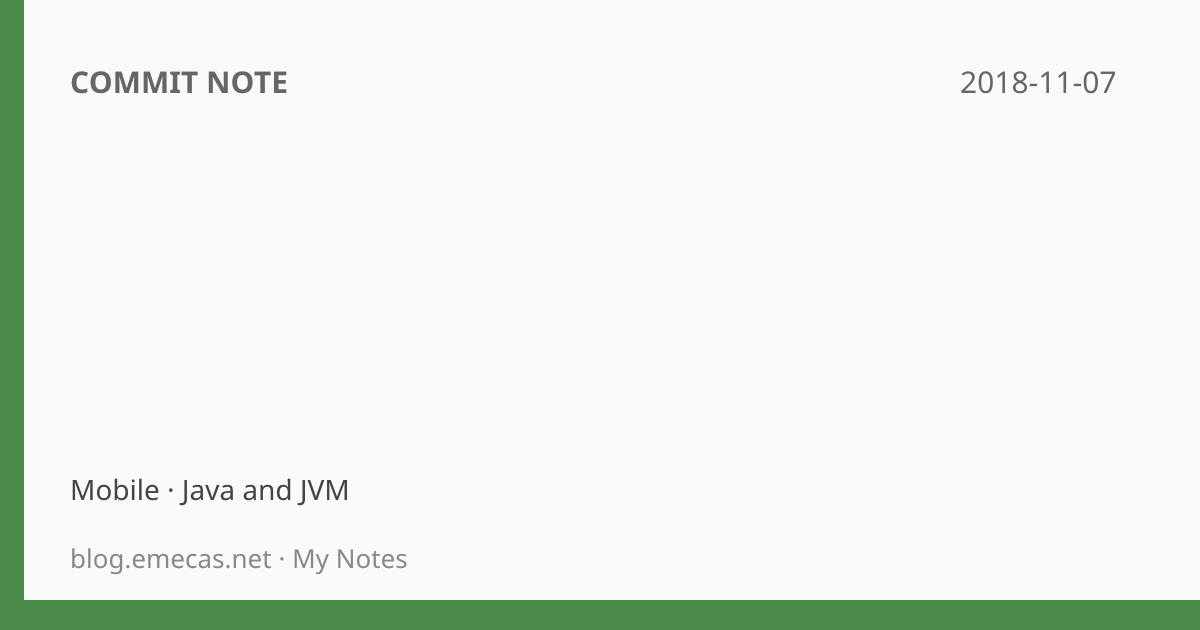 COMMIT NOTE
2018-11-07
Mobile · Java and JVM
blog.emecas.net · My Notes